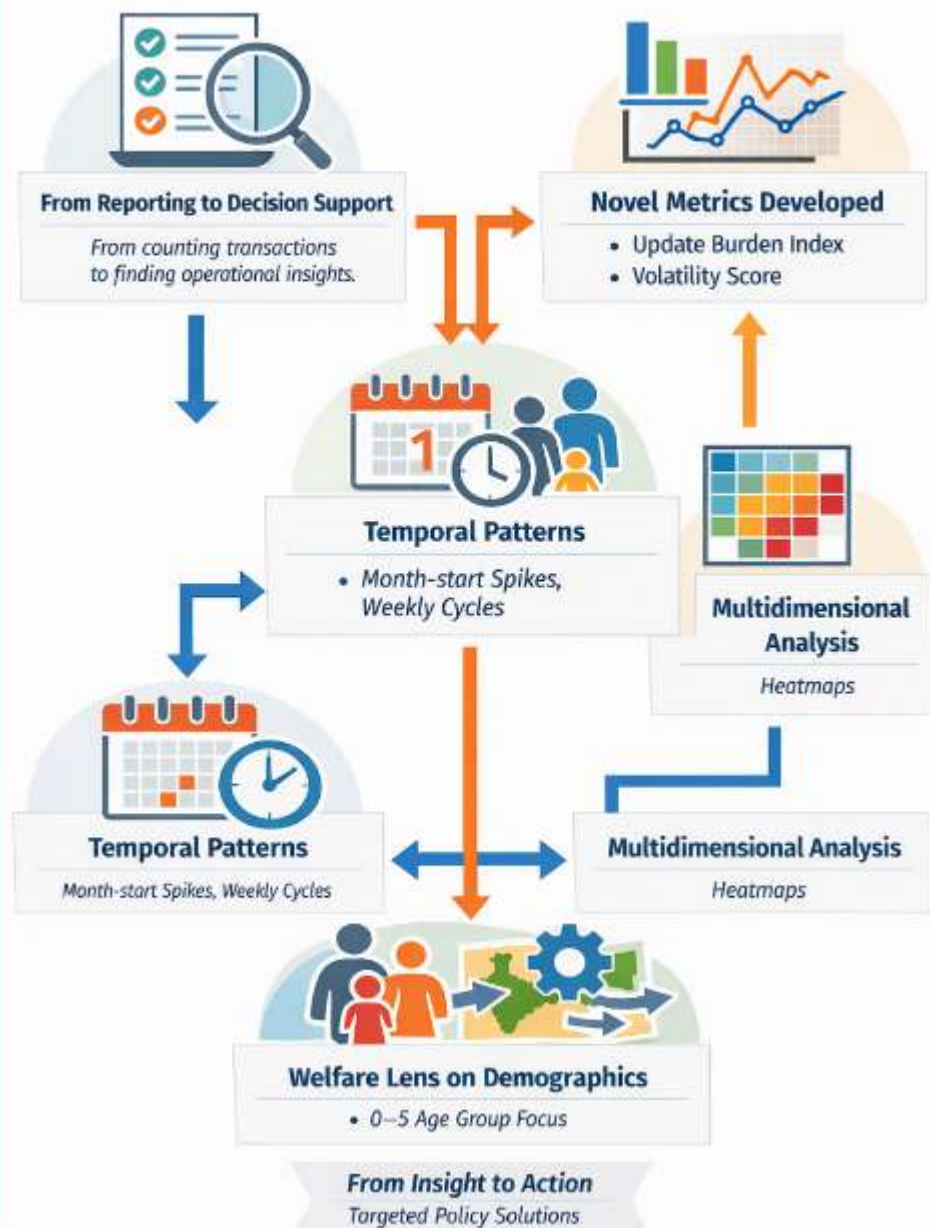 From Reporting to Decision Support
From counting transactions
to finding operational insights.
Novel Metrics Developed
• Update Burden Index
• Volatility Score
1
Temporal Patterns
• Month-start Spikes,
Weekly Cycles
Multidimensional
Analysis
Heatmaps
Temporal Patterns
Month-start Spikes, Weekly Cycles
Multidimensional Analysis
Heatmaps
Welfare Lens on Demographics
• 0–5 Age Group Focus
From Insight to Action
Targeted Policy Solutions